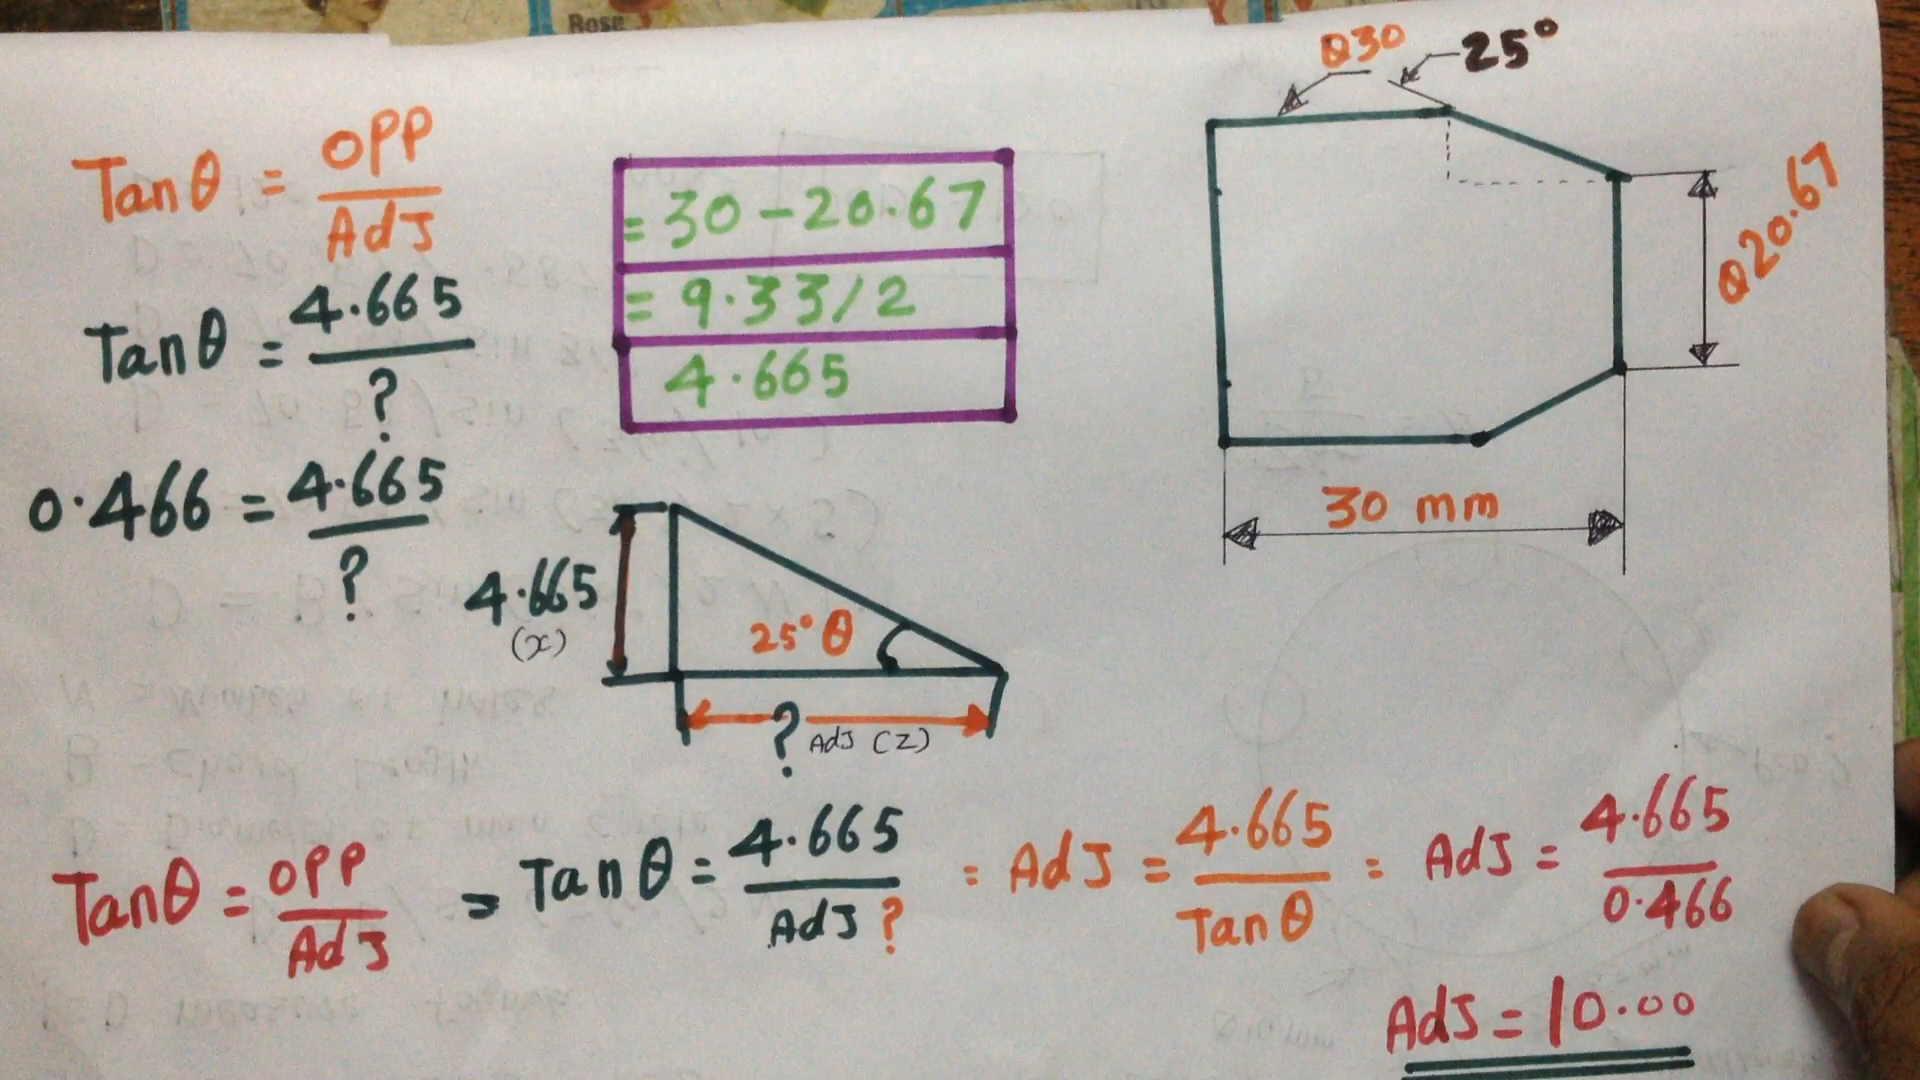 Rose
Tanθ = OPP / AdJ
Tanθ = 4.665 / ?
0.466 = 4.665 / ?
= 30 - 20.67
= 9.33/2
4.665
Ø30
25°
Ø20.67
30 mm
4.665
(x)
25° θ
? AdJ (Z)
Tanθ = OPP / AdJ = Tanθ = 4.665 / AdJ ? = AdJ = 4.665 / Tanθ = AdJ = 4.665 / 0.466
AdJ = 10.00